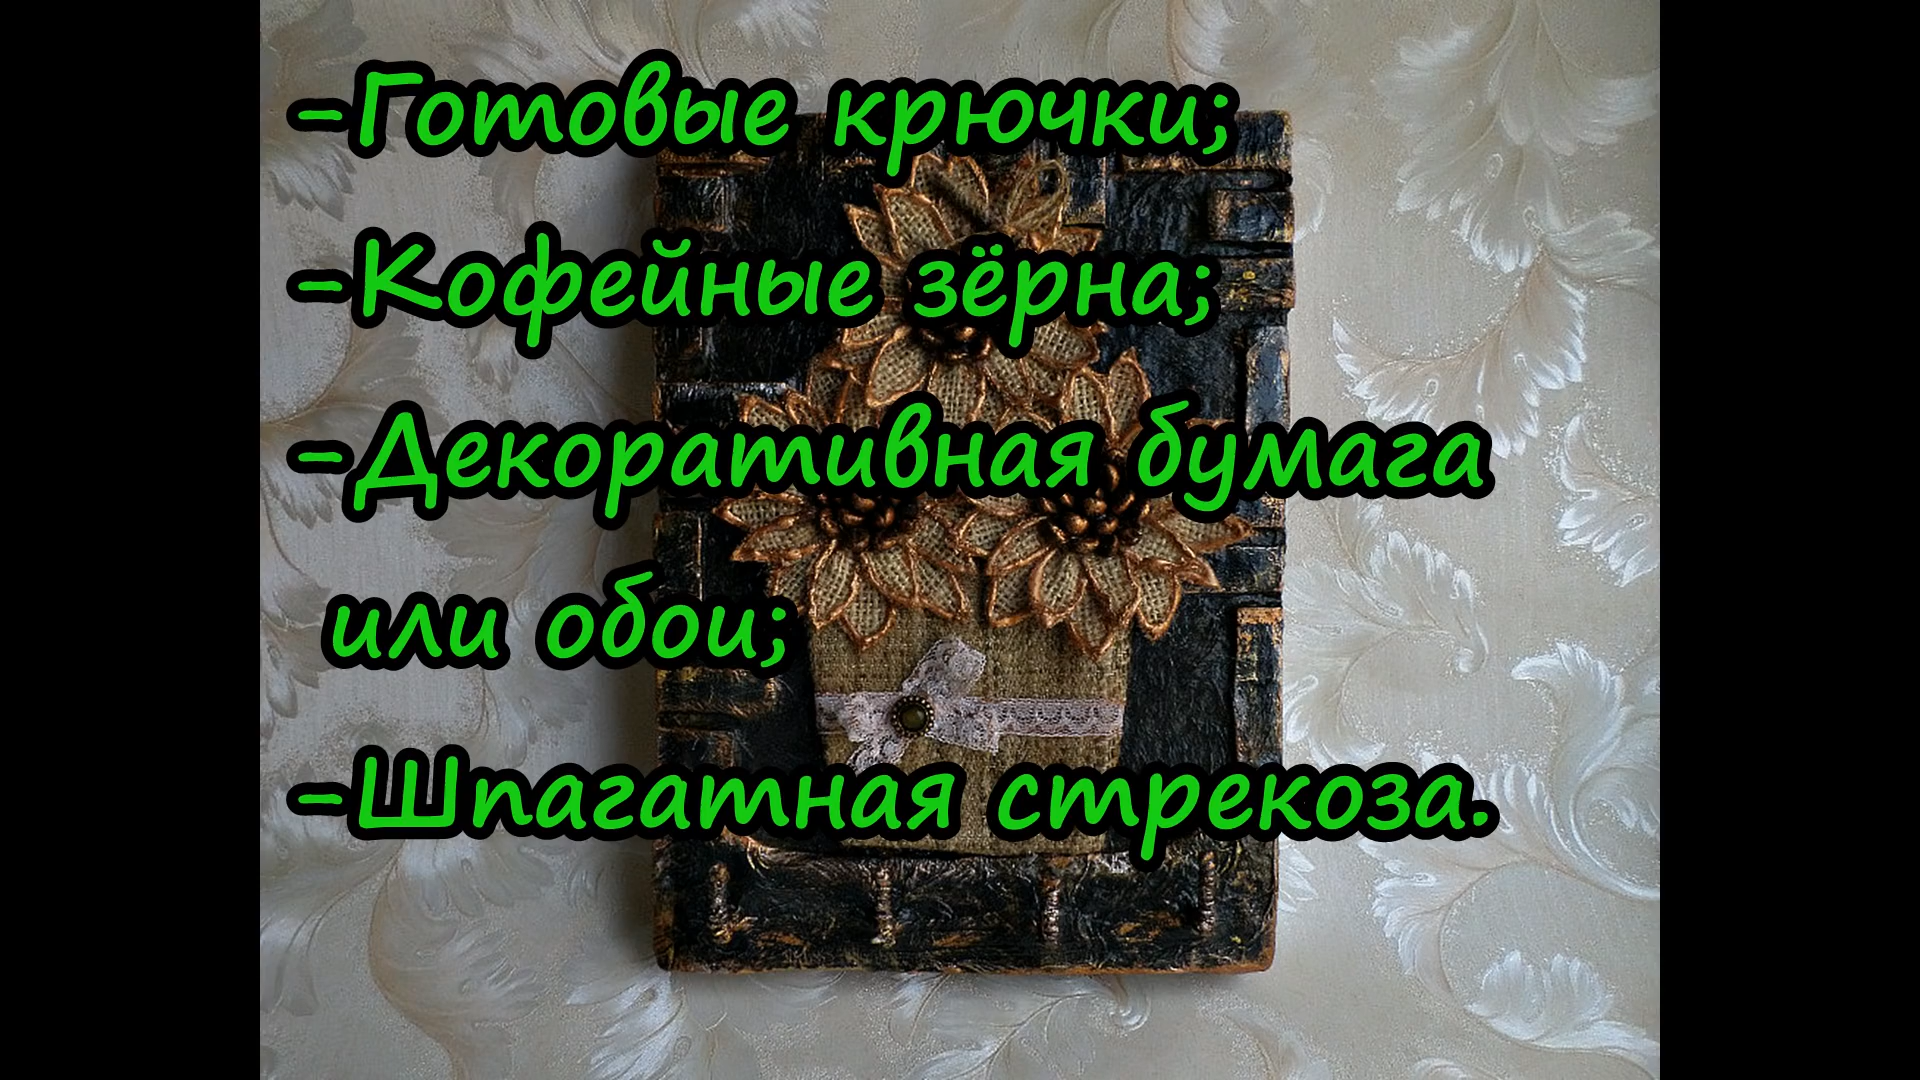 -Готовые крючки;
-Кофейные зёрна;
-Декоративная бумага
или обои;
-Шпагатная стрекоза.